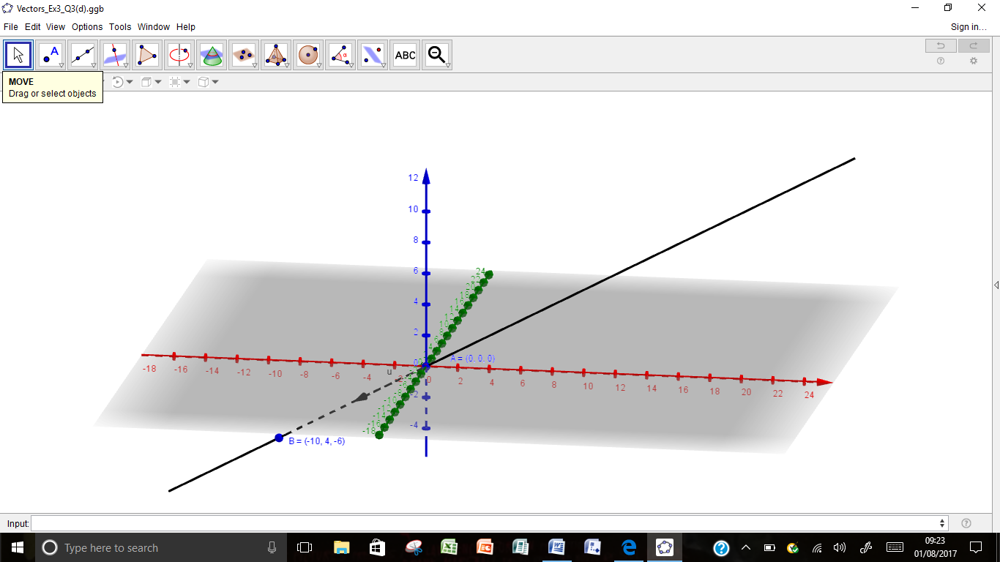 Vectors_Ex3_Q3(d).ggb
File Edit View Options Tools Window Help Sign in...
A α ABC
MOVE
Drag or select objects
12
10
8
6
4
2
0
-2
-4
24
-18
-18 -16 -14 -12 -10 -8 -6 -4 0 2 4 6 8 10 12 14 16 18 20 22 24
A = (0, 0, 0)
u
B = (-10, 4, -6)
Input:
Type here to search
09:23
01/08/2017